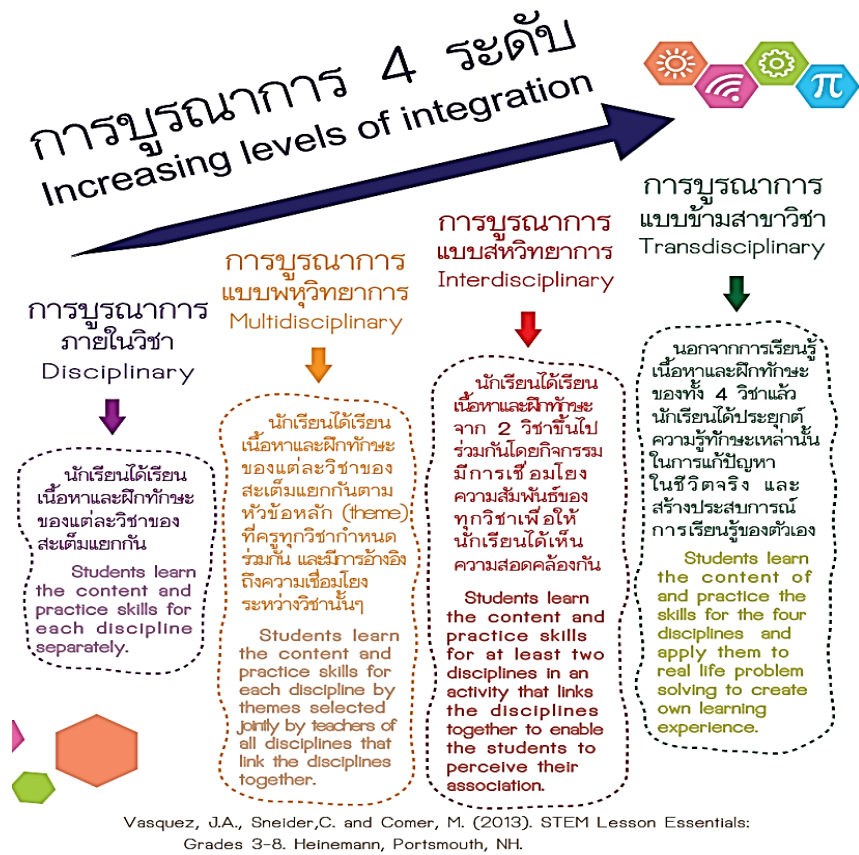 การบูรณาการ 4 ระดับ
Increasing levels of integration
π
การบูรณาการ
ภายในวิชา
Disciplinary
นักเรียนได้เรียน
เนื้อหาและฝึกทักษะ
ของแต่ละวิชาของ
สะเต็มแยกกัน
Students learn
the content and
practice skills for
each discipline
separately.
การบูรณาการ
แบบพหุวิทยาการ
Multidisciplinary
นักเรียนได้เรียน
เนื้อหาและฝึกทักษะ
ของแต่ละวิชาของ
สะเต็มแยกกันตาม
หัวข้อหลัก (theme)
ที่ครูทุกวิชากำหนด
ร่วมกัน และมีการอ้างอิง
ถึงความเชื่อมโยง
ระหว่างวิชานั้นๆ
Students learn
the content and
practice skills for
each discipline by
themes selected
jointly by teachers of
all disciplines that
link the disciplines
together.
การบูรณาการ
แบบสหวิทยาการ
Interdisciplinary
นักเรียนได้เรียน
เนื้อหาและฝึกทักษะ
จาก 2 วิชาขึ้นไป
ร่วมกันโดยกิจกรรม
มีการเชื่อมโยง
ความสัมพันธ์ของ
ทุกวิชาเพื่อให้
นักเรียนได้เห็น
ความสอดคล้องกัน
Students learn
the content and
practice skills
for at least two
disciplines in an
activity that links
the disciplines
together to enable
the students to
perceive their
association.
การบูรณาการ
แบบข้ามสาขาวิชา
Transdisciplinary
นอกจากการเรียนรู้
เนื้อหาและฝึกทักษะ
ของทั้ง 4 วิชาแล้ว
นักเรียนได้ประยุกต์
ความรู้ทักษะเหล่านั้น
ในการแก้ปัญหา
ในชีวิตจริง และ
สร้างประสบการณ์
การเรียนรู้ของตัวเอง
Students learn
the content of
and practice the
skills for the four
disciplines and
apply them to
real life problem
solving to create
own learning
experience.
Vasquez, J.A., Sneider,C. and Comer, M. (2013). STEM Lesson Essentials:
Grades 3-8. Heinemann, Portsmouth, NH.